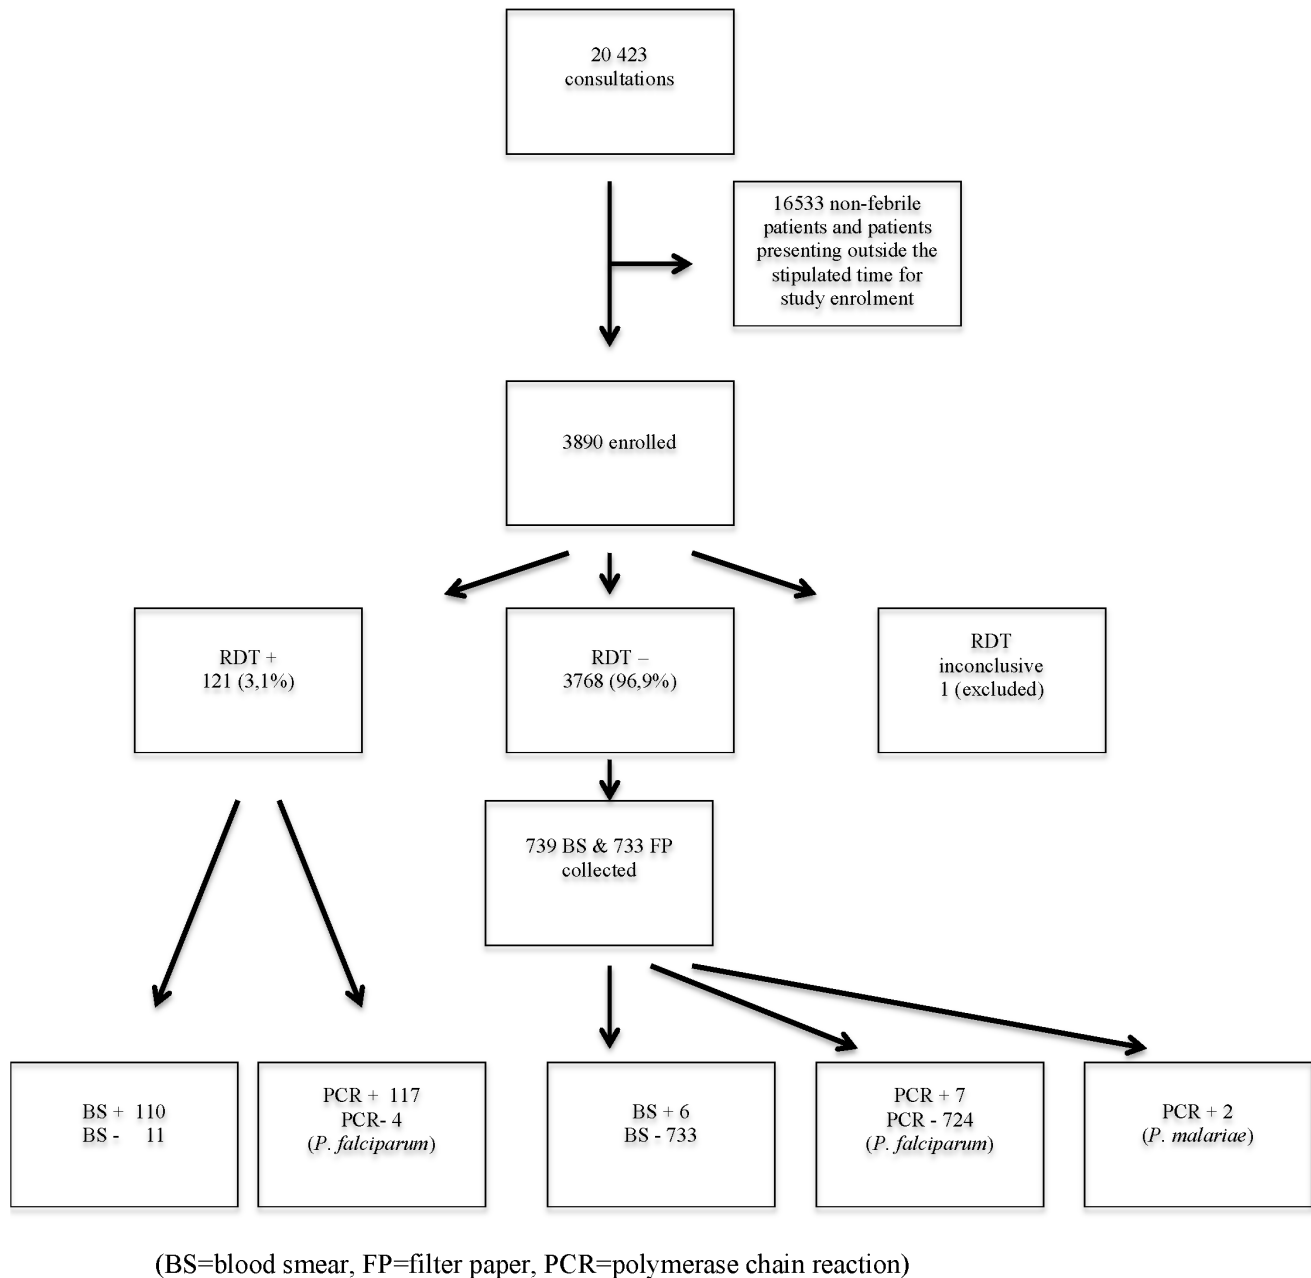 20 423
consultations
16533 non-febrile
patients and patients
presenting outside the
stipulated time for
study enrolment
3890 enrolled
RDT +
121 (3,1%)
RDT –
3768 (96,9%)
RDT
inconclusive
1 (excluded)
739 BS & 733 FP
collected
BS + 110
BS - 11
PCR + 117
PCR- 4
(P. falciparum)
BS + 6
BS - 733
PCR + 7
PCR - 724
(P. falciparum)
PCR + 2
(P. malariae)
(BS=blood smear, FP=filter paper, PCR=polymerase chain reaction)